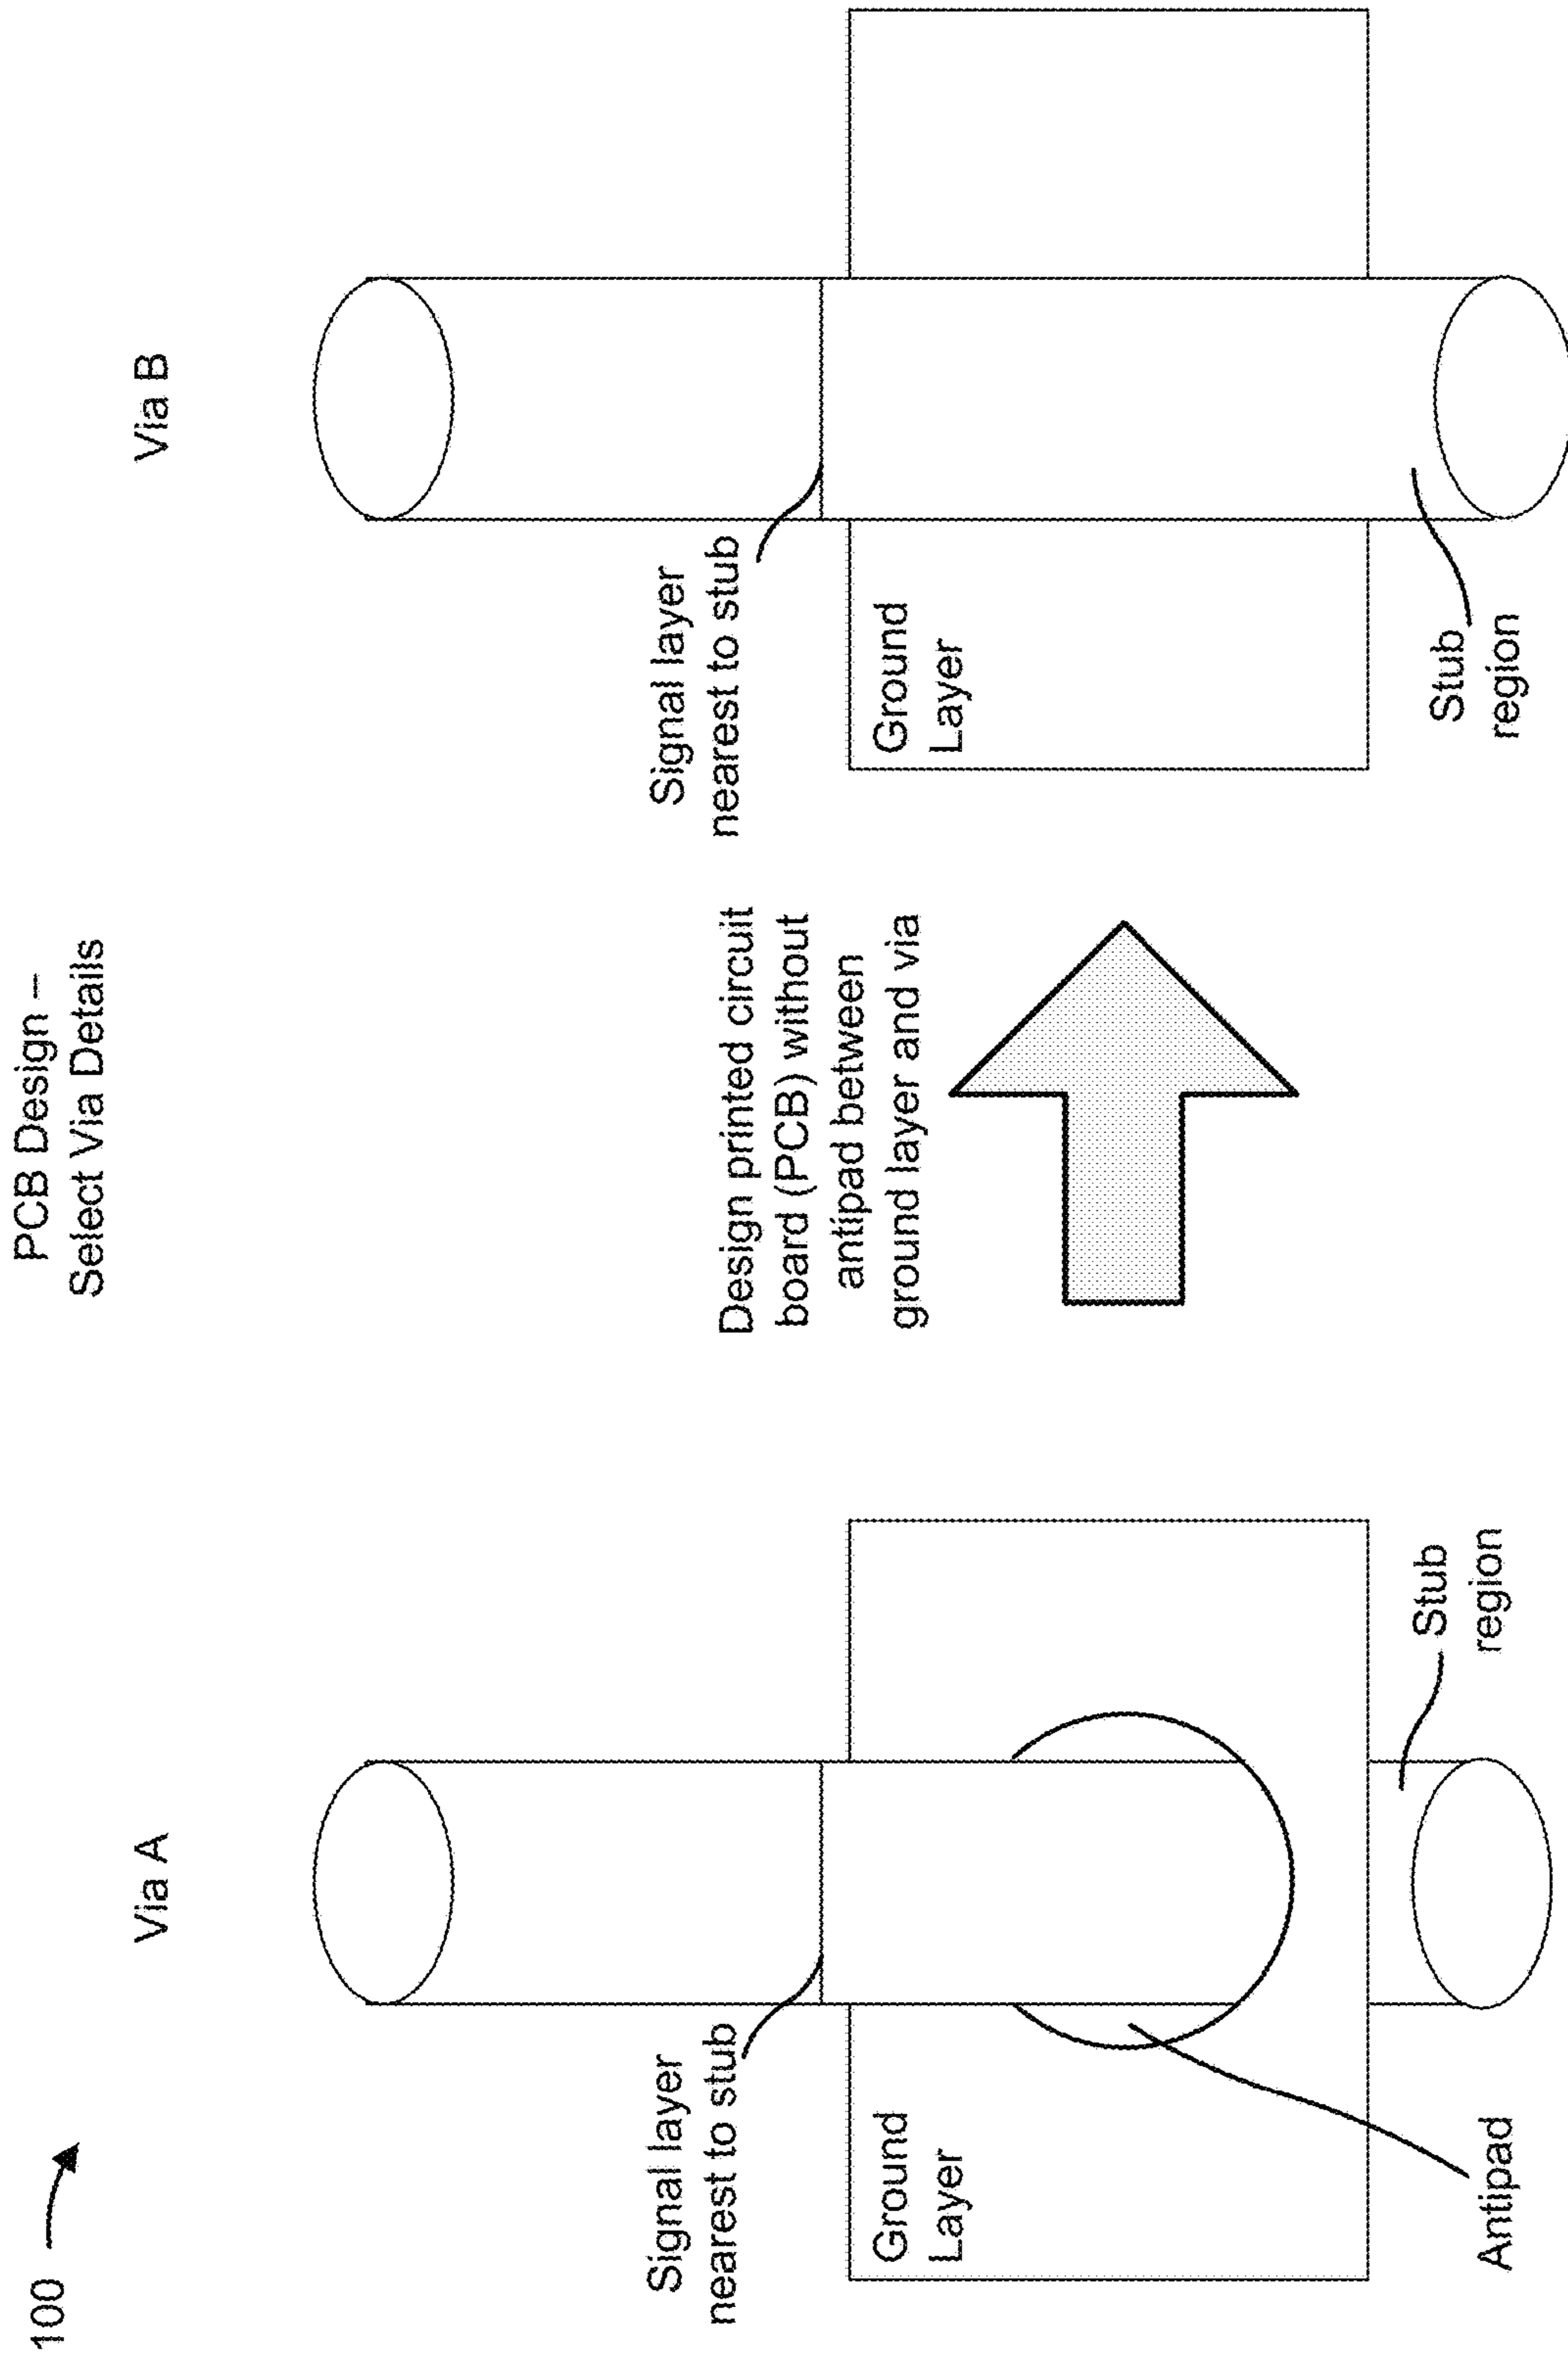 100
PCB Design –
Select Via Details
Via A
Signal layer
nearest to stub
Ground
Layer
Antipad
Stub
region
Design printed circuit
board (PCB) without
antipad between
ground layer and via
Via B
Signal layer
nearest to stub
Ground
Layer
Stub
region